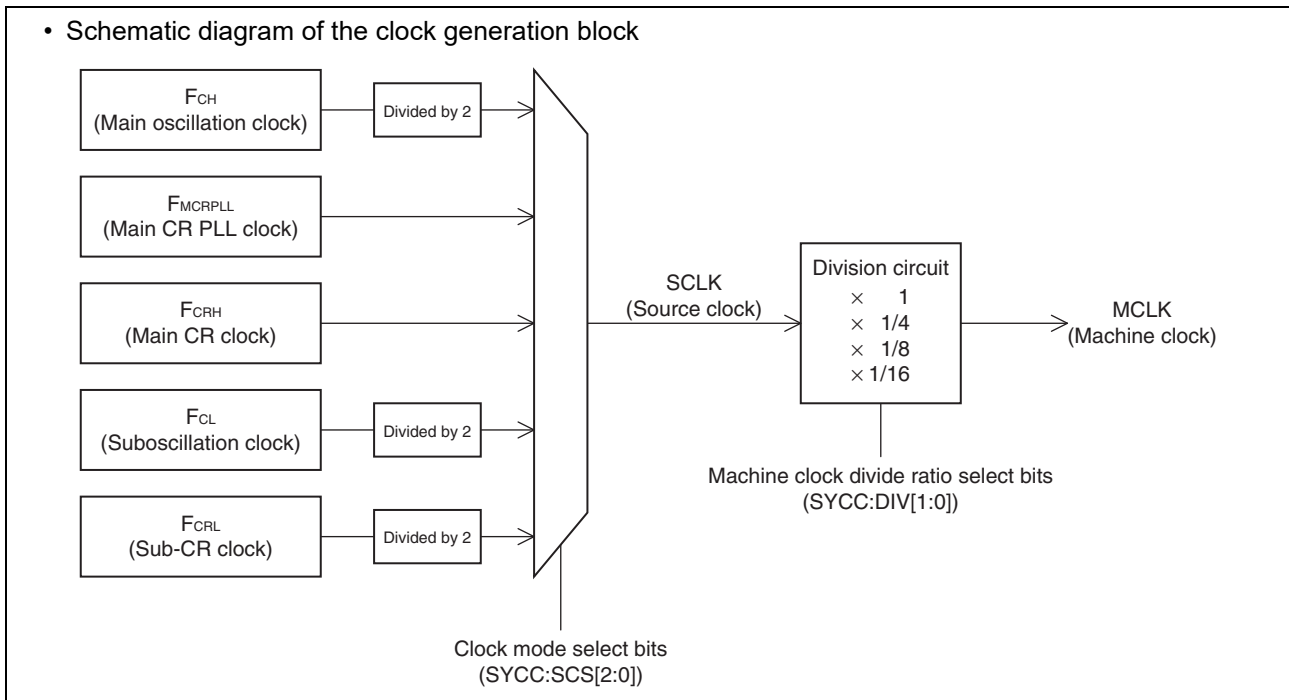 • Schematic diagram of the clock generation block
FCH
(Main oscillation clock)
Divided by 2
FMCRPLL
(Main CR PLL clock)
FCRH
(Main CR clock)
FCL
(Suboscillation clock)
Divided by 2
FCRL
(Sub-CR clock)
Divided by 2
SCLK
(Source clock)
Division circuit
× 1
× 1/4
× 1/8
× 1/16
MCLK
(Machine clock)
Machine clock divide ratio select bits
(SYCC:DIV[1:0])
Clock mode select bits
(SYCC:SCS[2:0])